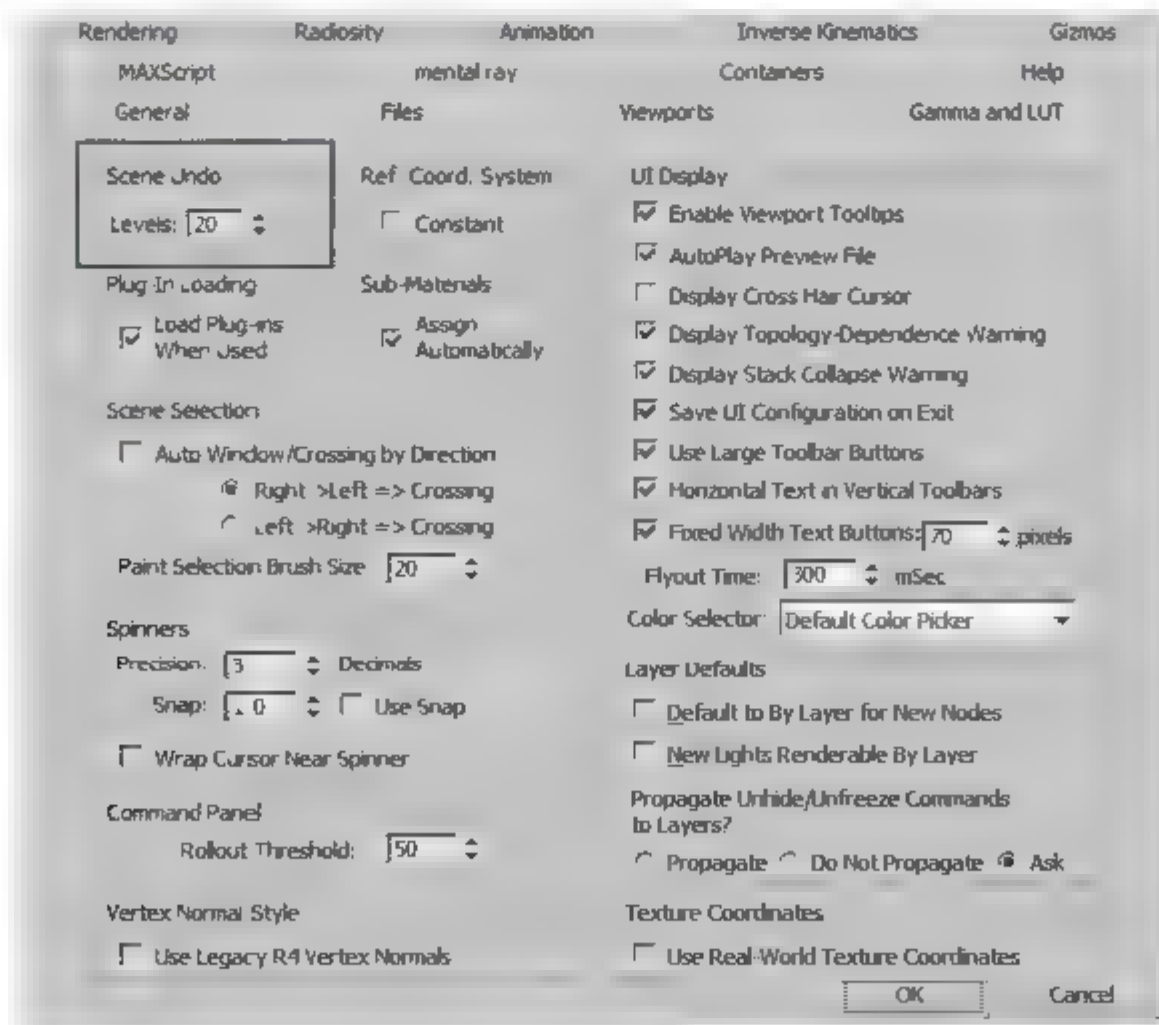 Rendering Radiosity Animation Inverse Kinematics Gizmos
MAXScript mental ray Containers Help
General Files Viewports Gamma and LUT
Scene Undo
Levels: 20
Ref. Coord. System
Constant
Plug-In Loading
Load Plug-ins
When Used
Sub-Materials
Assign
Automatically
Scene Selection
Auto Window/Crossing by Direction
Right->Left => Crossing
Left->Right => Crossing
Paint Selection Brush Size 20
Spinners
Precision: 3 Decimals
Snap: 1.0 Use Snap
Wrap Cursor Near Spinner
Command Panel
Rollout Threshold: 50
Vertex Normal Style
Use Legacy R4 Vertex Normals
UI Display
Enable Viewport Tooltips
AutoPlay Preview File
Display Cross Hair Cursor
Display Topology-Dependence Warning
Display Stack Collapse Warning
Save UI Configuration on Exit
Use Large Toolbar Buttons
Horizontal Text in Vertical Toolbars
Fixed Width Text Buttons: 70 pixels
Flyout Time: 300 mSec
Color Selector: Default Color Picker
Layer Defaults
Default to By Layer for New Nodes
New Lights Renderable By Layer
Propagate Unhide/Unfreeze Commands
to Layers?
Propagate Do Not Propagate Ask
Texture Coordinates
Use Real-World Texture Coordinates
OK Cancel